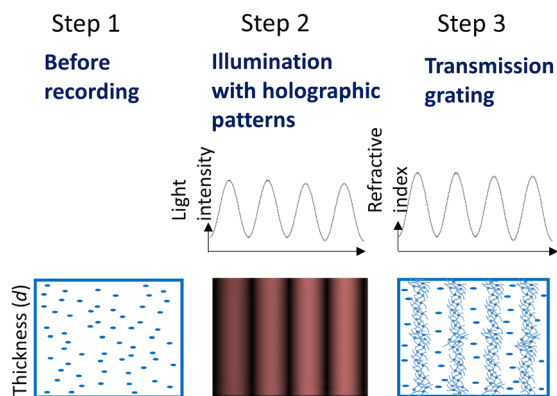 Step 1
Before
recording
Step 2
Illumination
with holographic
patterns
Step 3
Transmission
grating
Light
intensity
Refractive
index
Thickness (d)